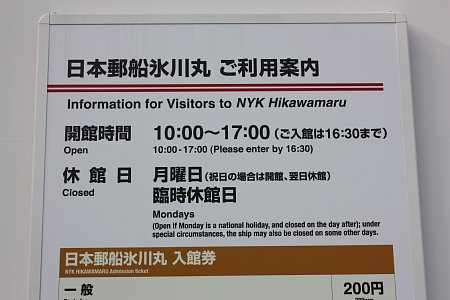 日本郵船氷川丸 ご利用案内
Information for Visitors to NYK Hikawamaru
開館時間 10:00〜17:00(ご入館は16:30まで)
Open 10:00-17:00 (Please enter by 16:30)
休館日 月曜日(祝日の場合は開館、翌日休館)
臨時休館日
Closed
Mondays
(Open if Monday is a national holiday, and closed on the day after); under
special circumstances, the ship may also be closed on some other days.
日本郵船氷川丸 入館券
NYK HIKAWAMARU Admission ticket
一般 200円